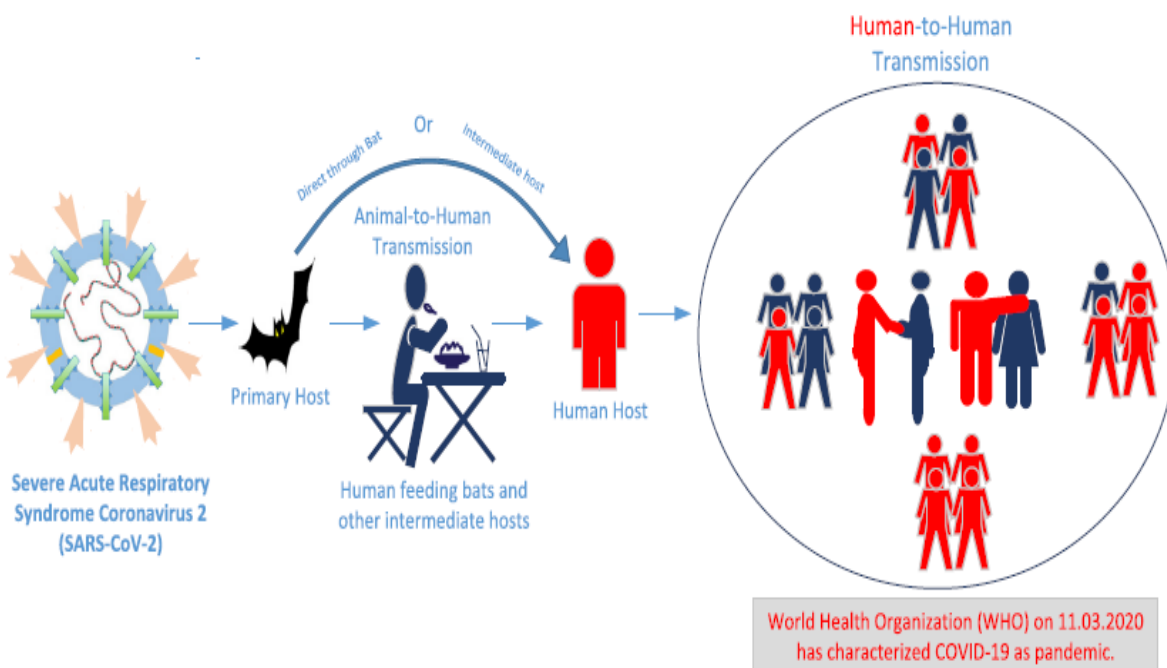 Human-to-Human
Transmission
Or
Direct through Bat
Intermediate host
Animal-to-Human
Transmission
Primary Host
Human Host
Severe Acute Respiratory
Syndrome Coronavirus 2
(SARS-CoV-2)
Human feeding bats and
other intermediate hosts
World Health Organization (WHO) on 11.03.2020
has characterized COVID-19 as pandemic.